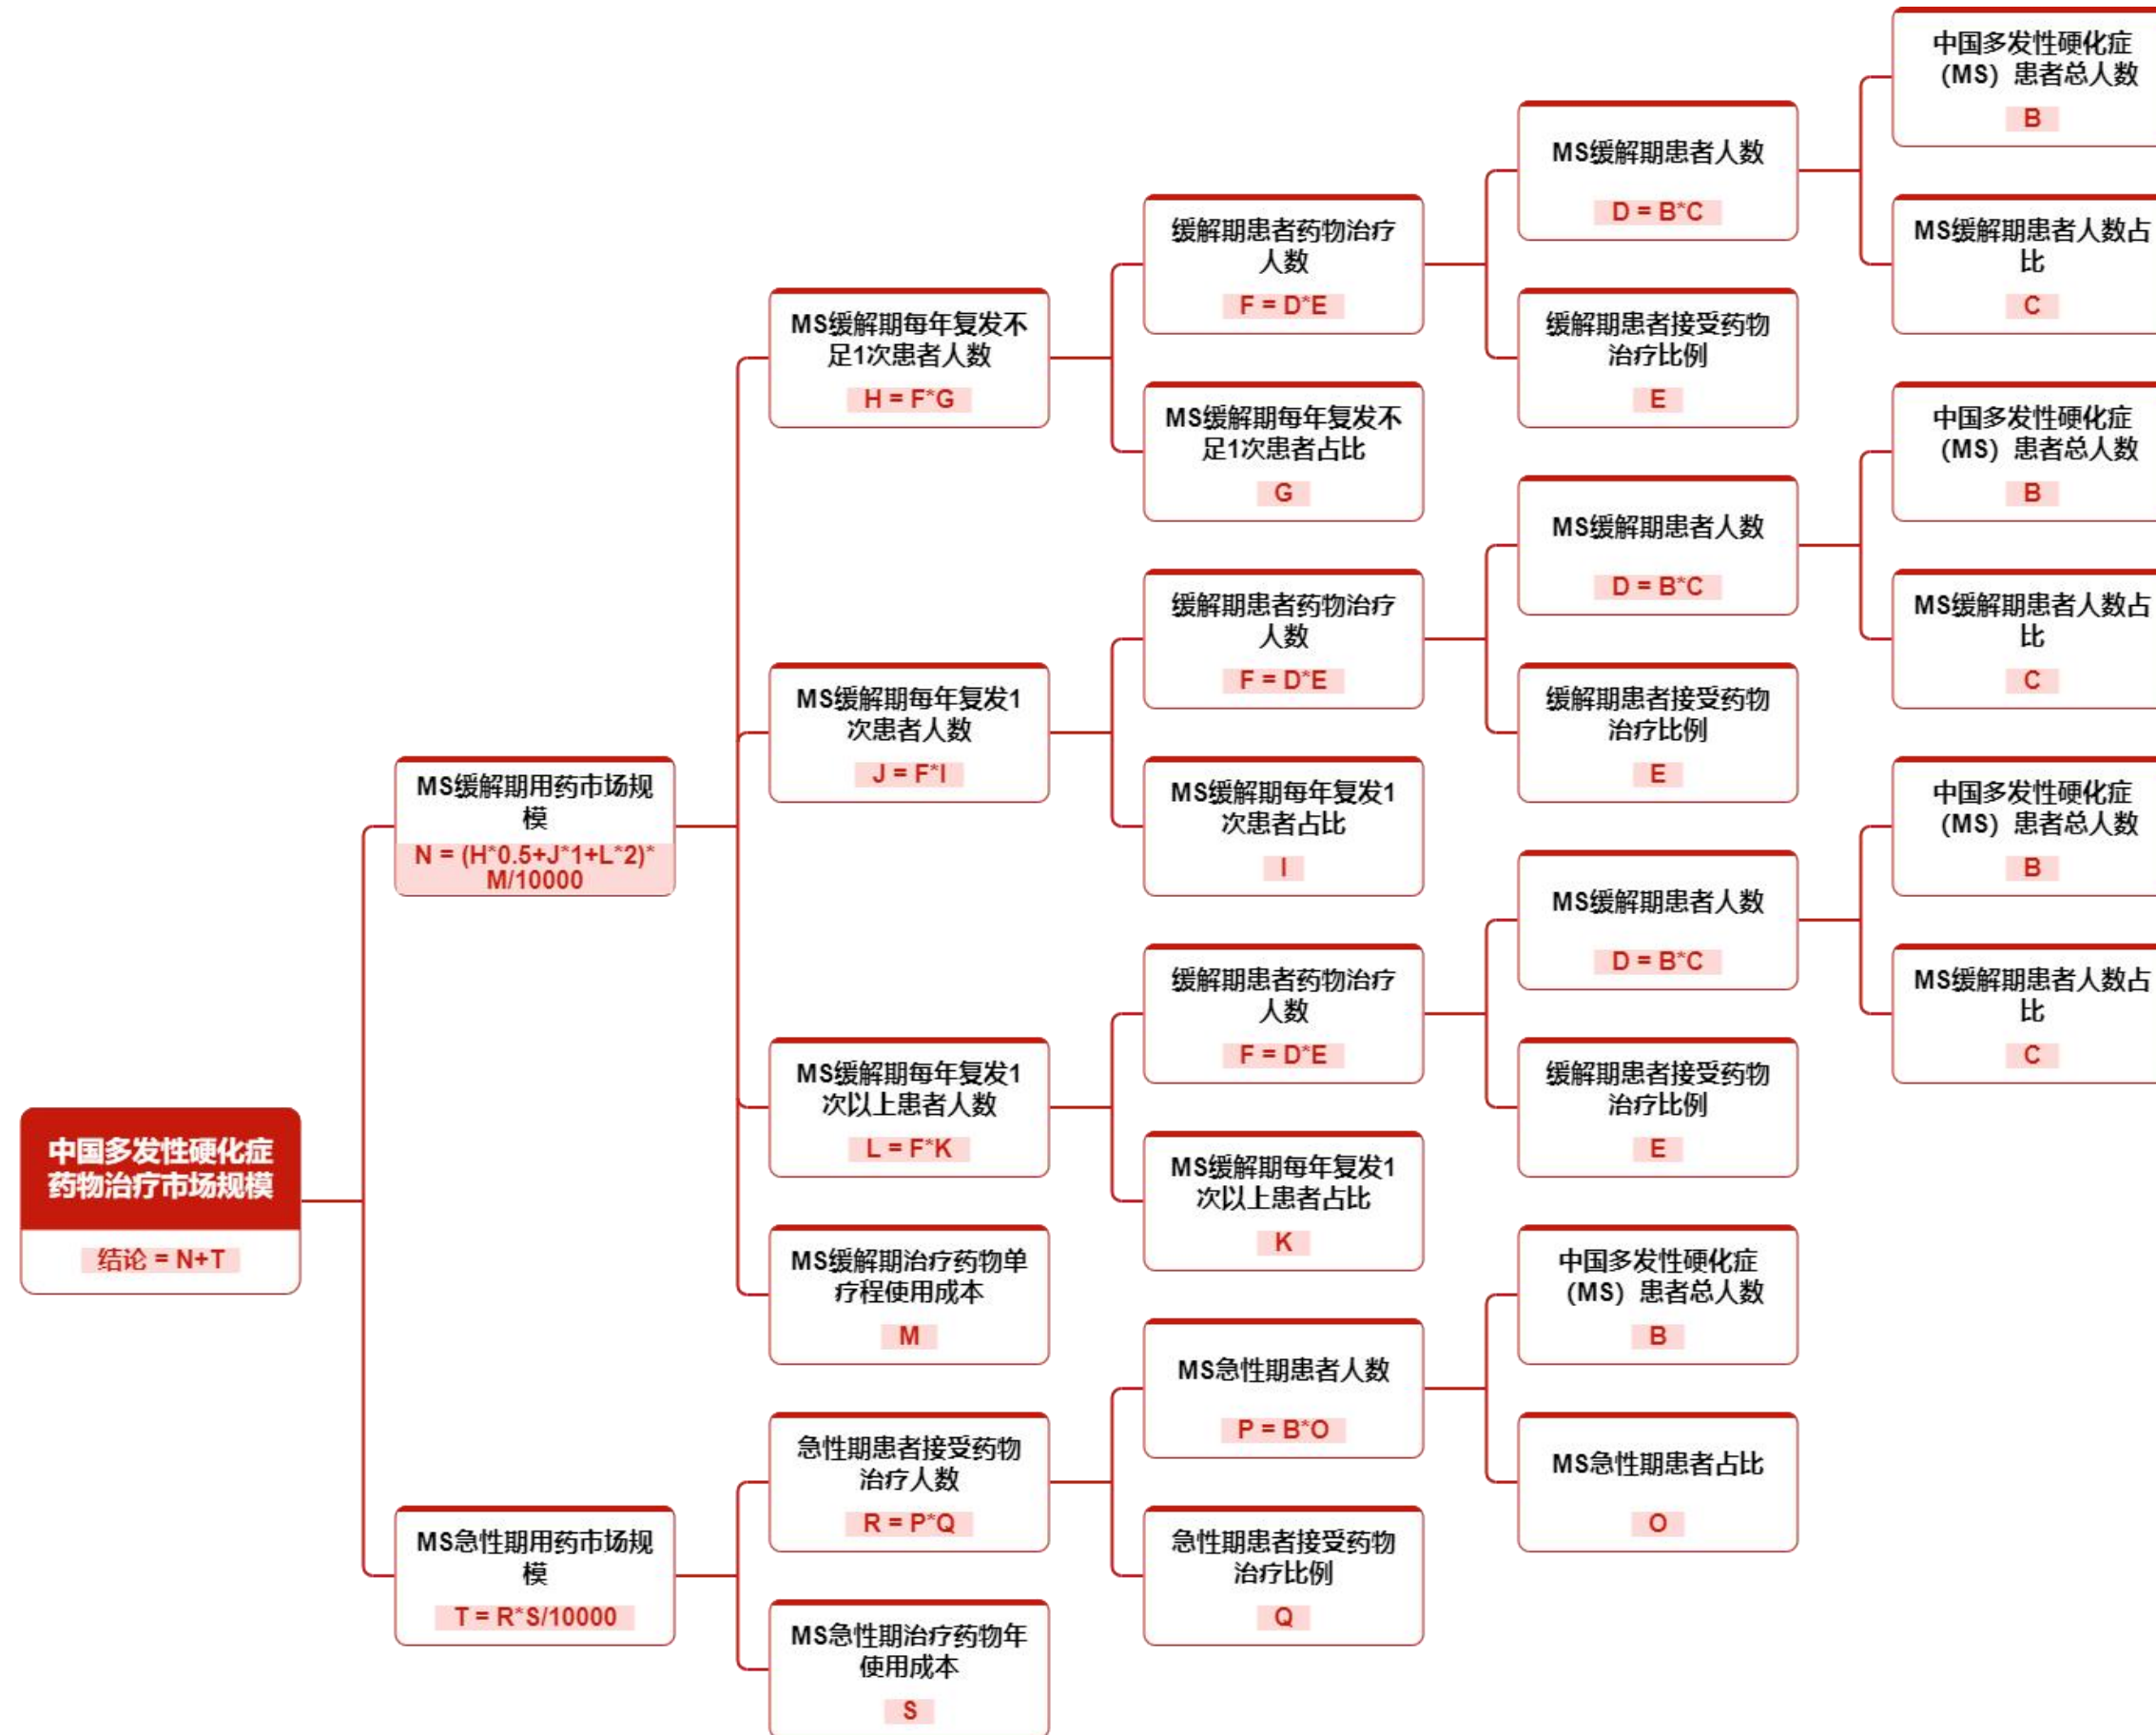 中国多发性硬化症
药物治疗市场规模
结论 = N+T
MS缓解期用药市场规
模
N = (H*0.5+J*1+L*2)*
M/10000
MS急性期用药市场规
模
T = R*S/10000
MS缓解期每年复发不
足1次患者人数
H = F*G
MS缓解期每年复发1
次患者人数
J = F*I
MS缓解期每年复发1
次以上患者人数
L = F*K
MS缓解期治疗药物单
疗程使用成本
M
急性期患者接受药物
治疗人数
R = P*Q
MS急性期治疗药物年
使用成本
S
缓解期患者药物治疗
人数
F = D*E
MS缓解期每年复发不
足1次患者占比
G
缓解期患者药物治疗
人数
F = D*E
MS缓解期每年复发1
次患者占比
I
缓解期患者药物治疗
人数
F = D*E
MS缓解期每年复发1
次以上患者占比
K
MS急性期患者人数
P = B*O
急性期患者接受药物
治疗比例
Q
MS缓解期患者人数
D = B*C
缓解期患者接受药物
治疗比例
E
MS缓解期患者人数
D = B*C
缓解期患者接受药物
治疗比例
E
MS缓解期患者人数
D = B*C
缓解期患者接受药物
治疗比例
E
中国多发性硬化症
（MS）患者总人数
B
MS急性期患者占比
O
中国多发性硬化症
（MS）患者总人数
B
MS缓解期患者人数占
比
C
中国多发性硬化症
（MS）患者总人数
B
MS缓解期患者人数占
比
C
中国多发性硬化症
（MS）患者总人数
B
MS缓解期患者人数占
比
C